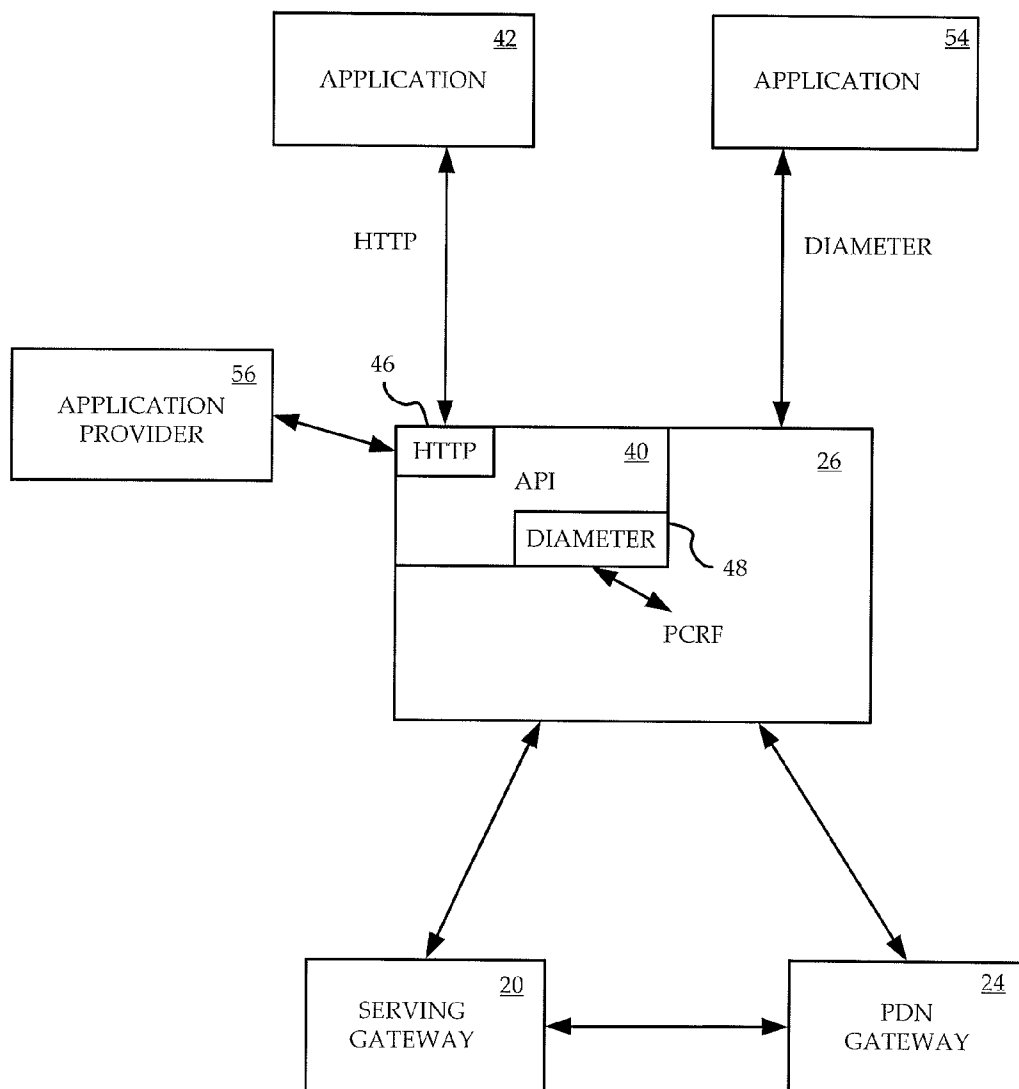 42
APPLICATION
54
APPLICATION
HTTP
DIAMETER
56
APPLICATION
PROVIDER
46
HTTP
40
API
26
DIAMETER
48
PCRF
20
SERVING
GATEWAY
24
PDN
GATEWAY